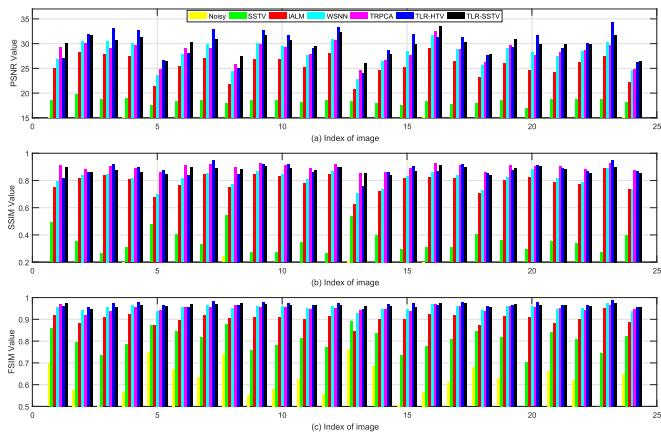 Noisy SSTV IALM WSNN TRPCA TLR-HTV TLR-SSTV
PSNR Value
35
30
25
20
15
0 5 10 15 20 25
(a) Index of image
SSIM Value
1
0.8
0.6
0.4
0.2
0 5 10 15 20 25
(b) Index of image
FSIM Value
1
0.9
0.8
0.7
0.6
0.5
0 5 10 15 20 25
(c) Index of image